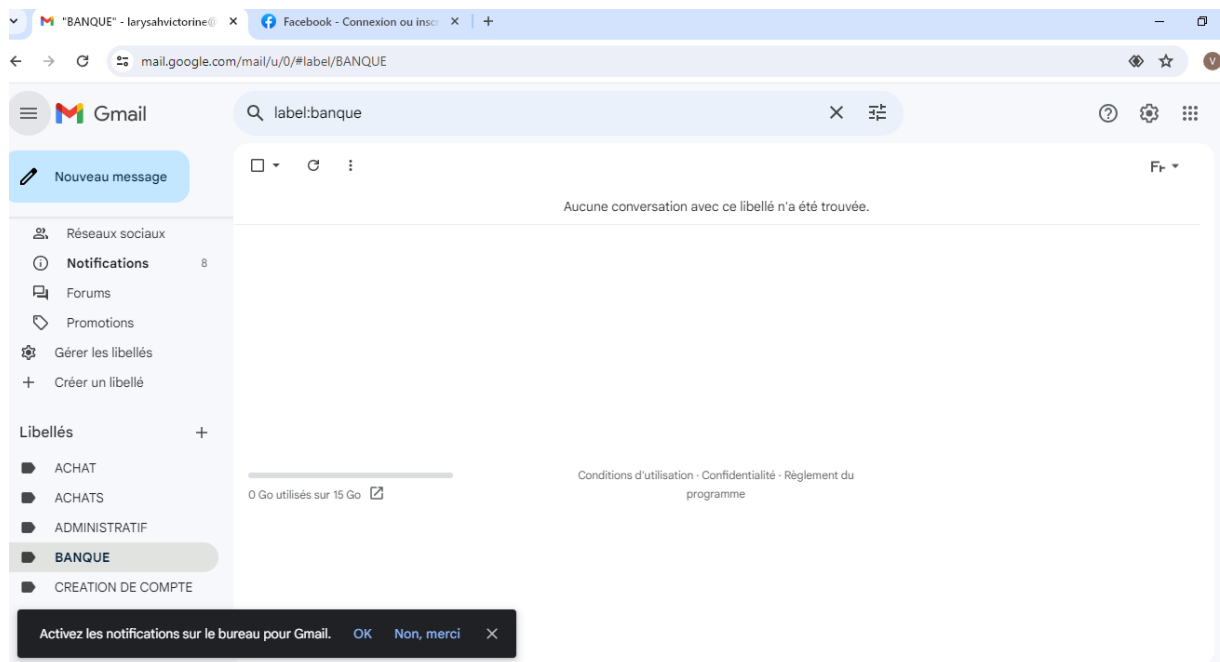 "BANQUE" - larysahvictorine@
Facebook - Connexion ou inscr
mail.google.com/mail/u/0/#label/BANQUE
V
Gmail
label:banque
Nouveau message
Fr
Aucune conversation avec ce libellé n'a été trouvée.
Réseaux sociaux
Notifications 8
Forums
Promotions
Gérer les libellés
Créer un libellé
Libellés
ACHAT
ACHATS
ADMINISTRATIF
BANQUE
CREATION DE COMPTE
0 Go utilisés sur 15 Go
Conditions d'utilisation · Confidentialité · Règlement du
programme
Activez les notifications sur le bureau pour Gmail. OK Non, merci